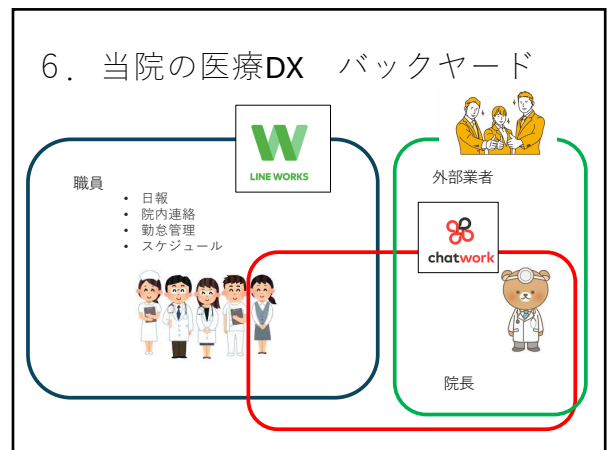 6. 当院の医療DX　バックヤード
LINE WORKS
職員
• 日報
• 院内連絡
• 勤怠管理
• スケジュール
外部業者
chatwork
院長